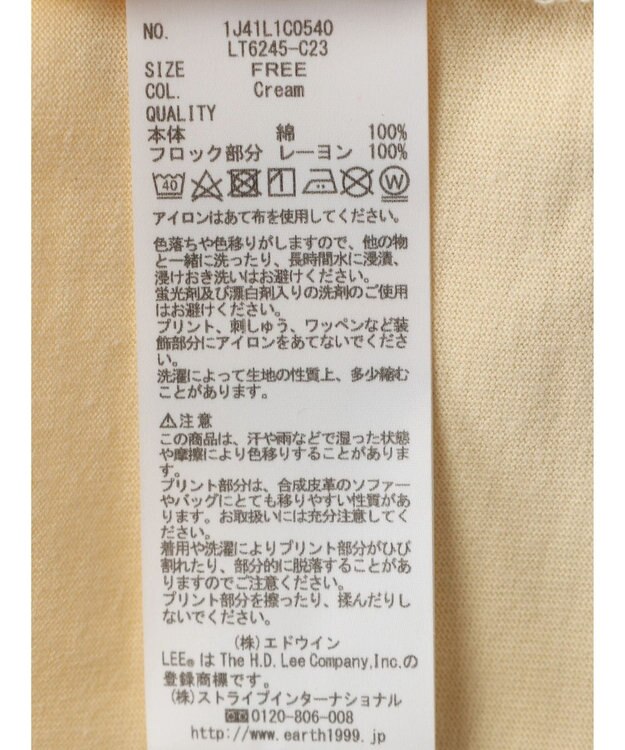 NO. 1J41L1C0540
LT6245-C23
SIZE FREE
COL. Cream
QUALITY
本体 綿 100%
フロック部分 レーヨン 100%
40 W
アイロンはあて布を使用してください。
色落ちや色移りがしますので、他の物
と一緒に洗ったり、長時間水に浸漬、
浸けおき洗いはお避けください。
蛍光剤及び漂白剤入りの洗剤のご使用
はお避けください。
プリント、刺しゅう、ワッペンなど装
飾部分にアイロンをあてないでくださ
い。
洗濯によって生地の性質上、多少縮む
ことがあります。
⚠注意
この商品は、汗や雨などで湿った状態
や摩擦により色移りすることがありま
す。
プリント部分は、合成皮革のソファー
やバッグにとても移りやすい性質があ
ります。お取扱いには充分注意してく
ださい。
着用や洗濯によりプリント部分がひび
割れたり、部分的に脱落することがあ
りますのでご注意ください。
プリント部分を擦ったり、揉んだりし
ないでください。
(株)エドウイン
LEE® は The H.D. Lee Company, Inc. の
登録商標です。
(株)ストライプインターナショナル
0120-806-008
http://www.earth1999.jp/